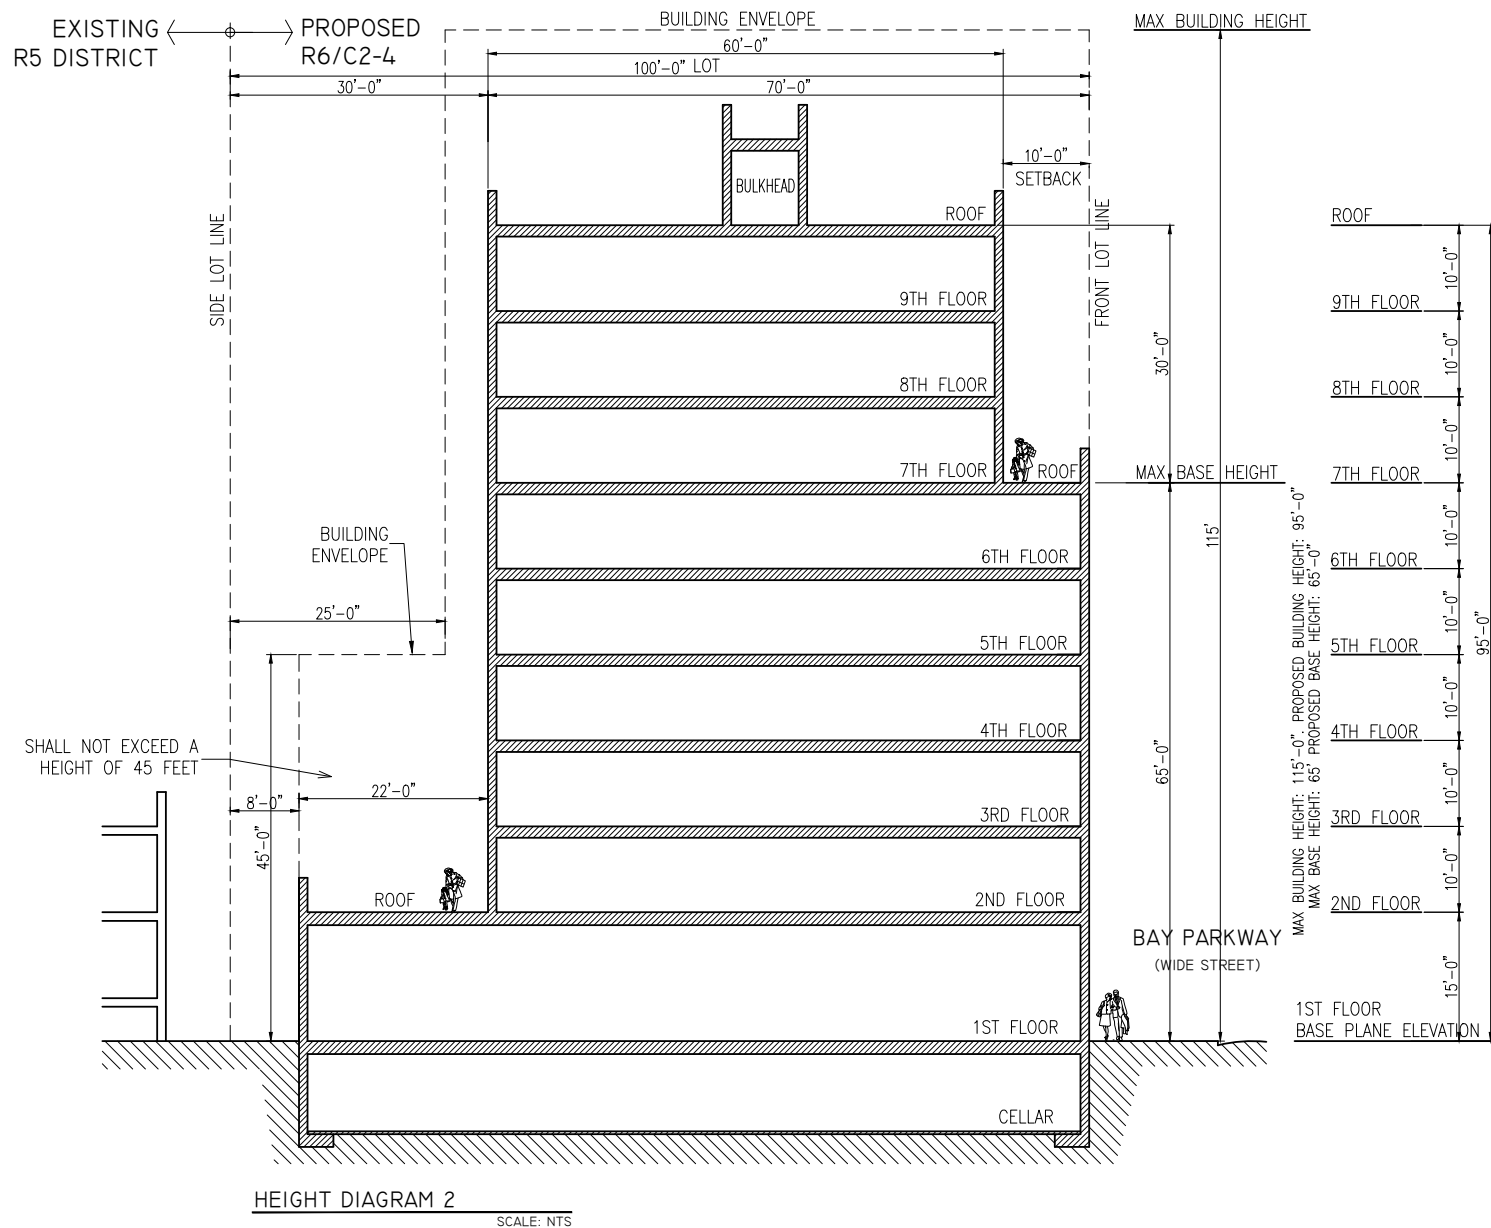 EXISTING
R5 DISTRICT
PROPOSED
R6/C2-4
BUILDING ENVELOPE
MAX BUILDING HEIGHT
60'-0"
100'-0" LOT
30'-0"
70'-0"
10'-0"
SETBACK
BULKHEAD
SIDE LOT LINE
FRONT LOT LINE
ROOF
9TH FLOOR
8TH FLOOR
7TH FLOOR
ROOF
6TH FLOOR
5TH FLOOR
4TH FLOOR
3RD FLOOR
2ND FLOOR
1ST FLOOR
CELLAR
BUILDING
ENVELOPE
25'-0"
SHALL NOT EXCEED A
HEIGHT OF 45 FEET
8'-0"
22'-0"
45'-0"
ROOF
30'-0"
MAX BASE HEIGHT
115'
65'-0"
BAY PARKWAY
(WIDE STREET)
MAX BUILDING HEIGHT: 115'-0". PROPOSED BUILDING HEIGHT: 95'-0"
MAX BASE HEIGHT: 65' PROPOSED BASE HEIGHT: 65'-0"
ROOF
10'-0"
9TH FLOOR
10'-0"
8TH FLOOR
10'-0"
7TH FLOOR
10'-0"
6TH FLOOR
10'-0"
5TH FLOOR
10'-0"
4TH FLOOR
10'-0"
3RD FLOOR
10'-0"
2ND FLOOR
15'-0"
95'-0"
1ST FLOOR
BASE PLANE ELEVATION
HEIGHT DIAGRAM 2
SCALE: NTS